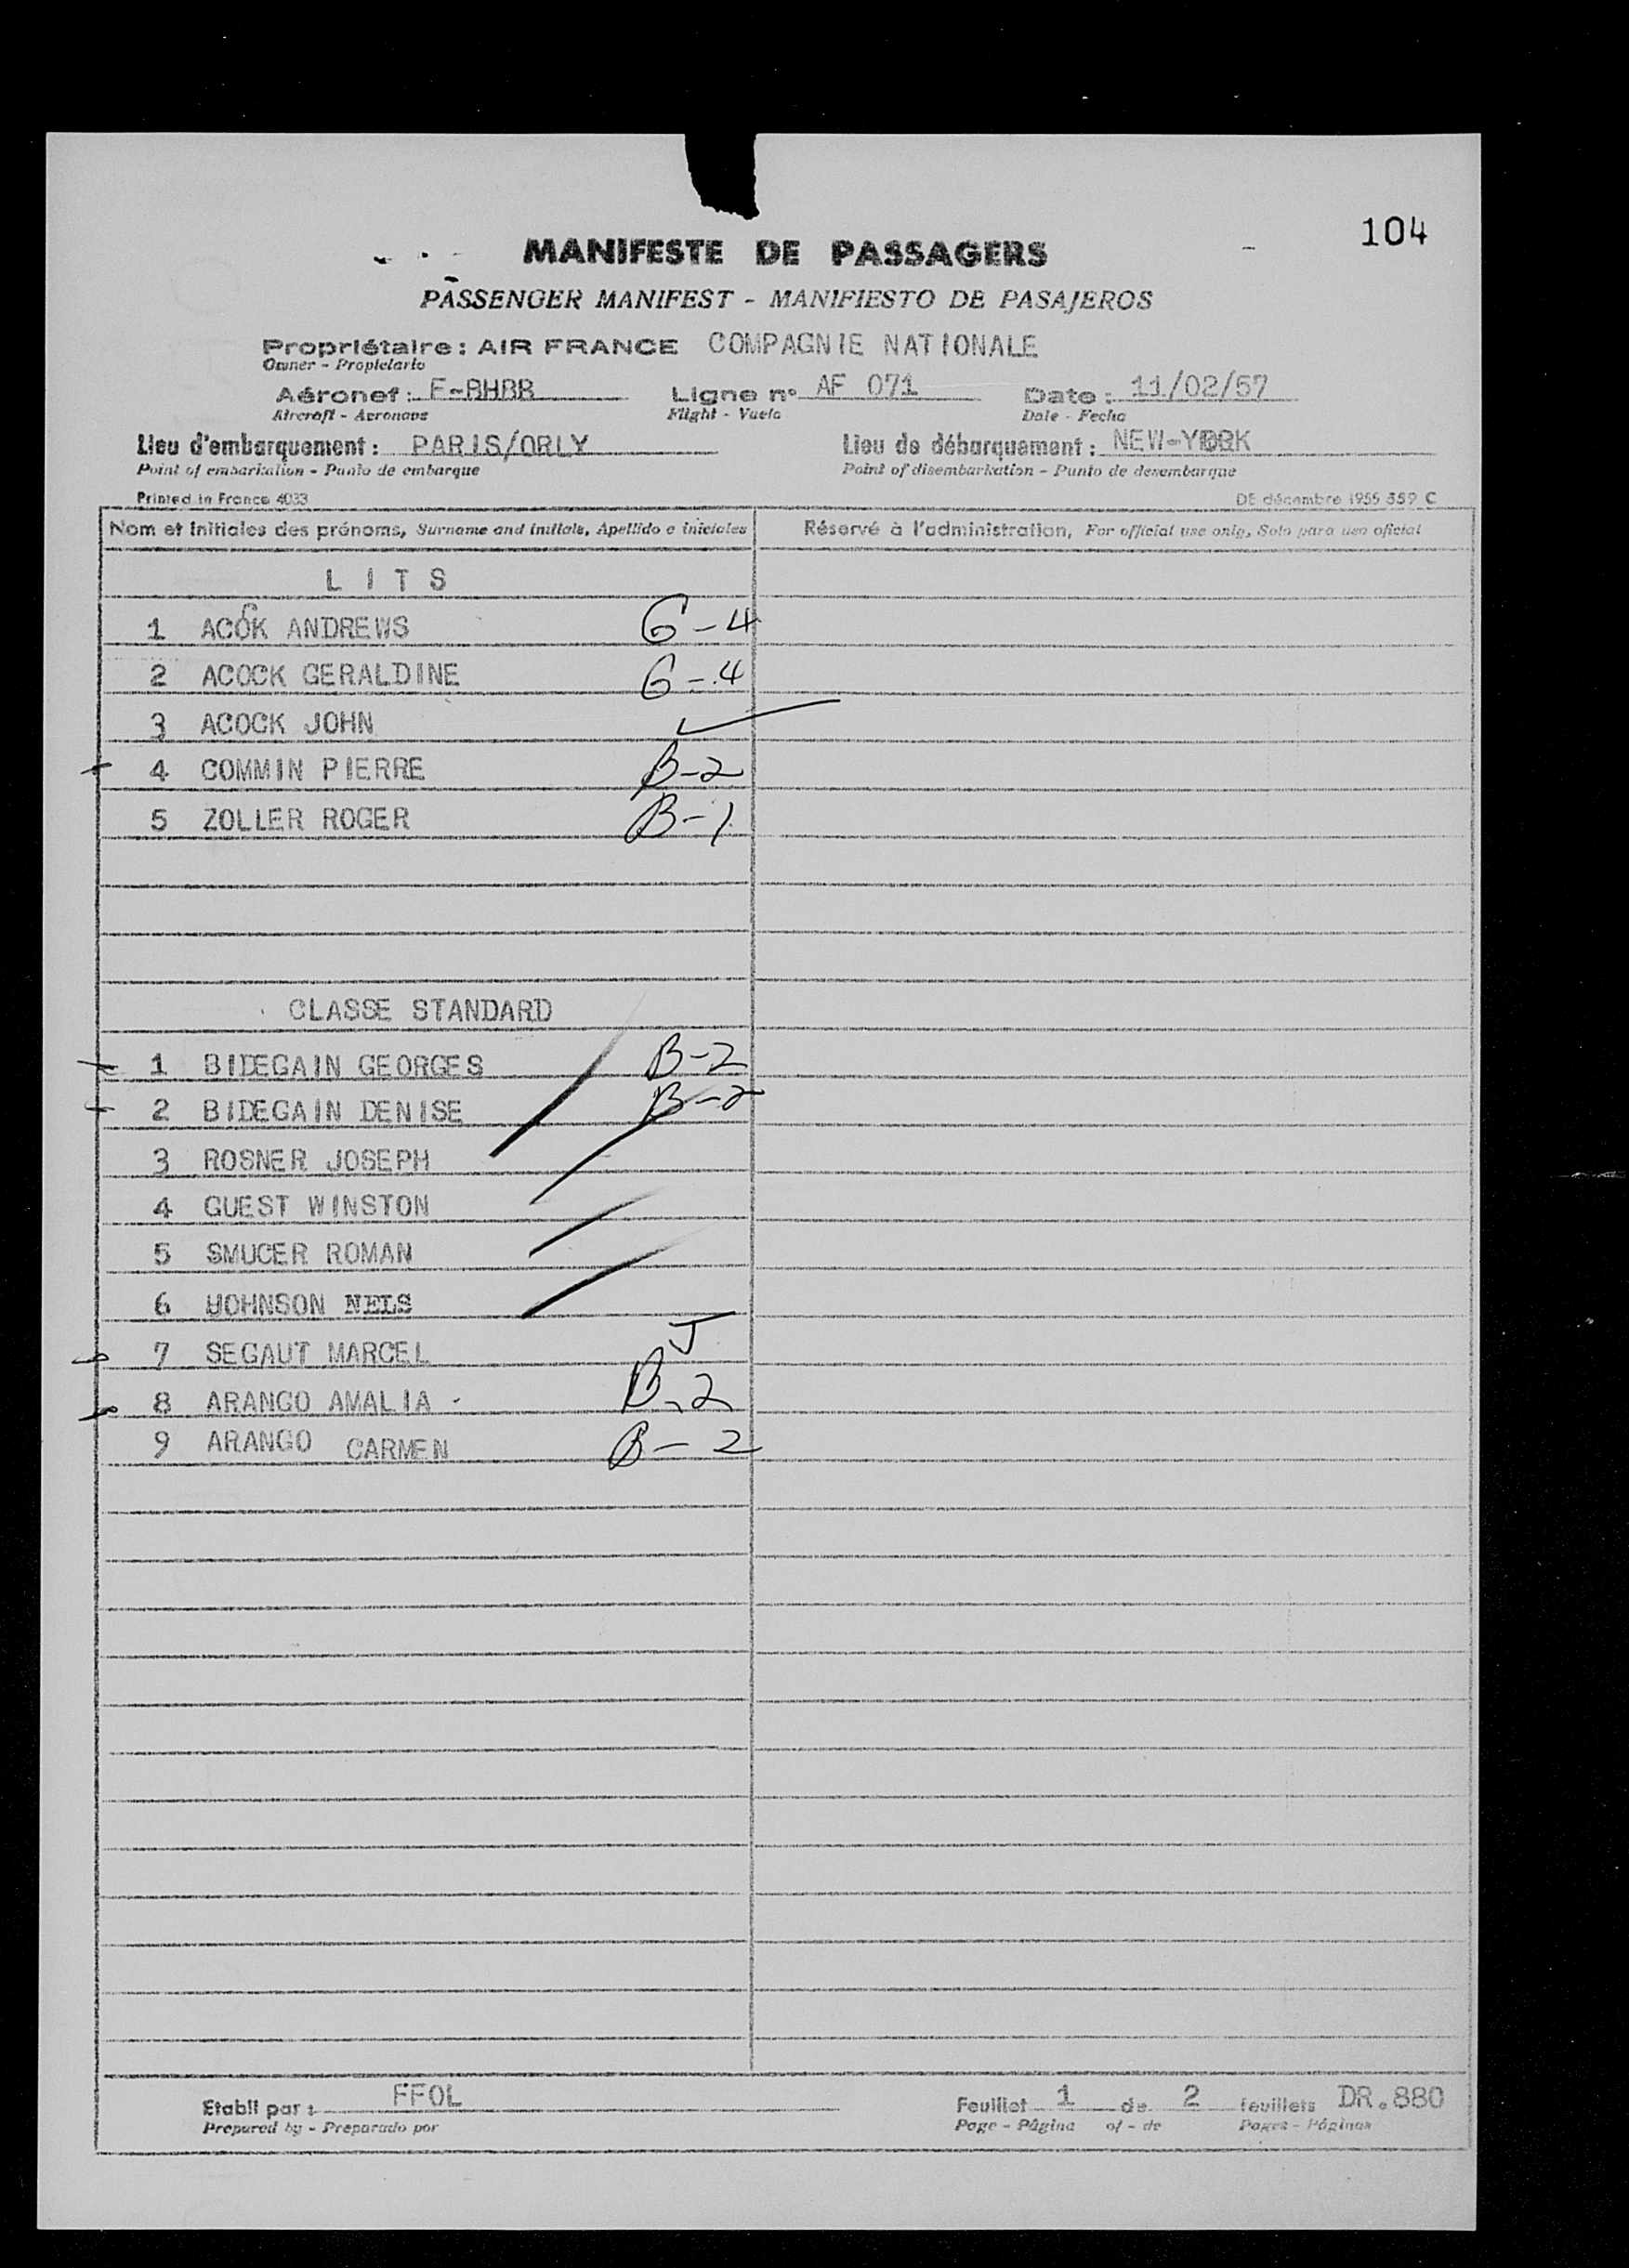 104
MANIFESTE DE PASSAGERS
PASSENGER MANIFEST - MANIFIESTO DE PASAJEROS
Propriétaire : AIR FRANCE COMPAGNIE NATIONALE
Owner - Propietario
Aéronef : F-BHBB Ligne n° AF 071 Date : 11/02/57
Aircraft - Aeronave Flight - Vuelo Date - Fecha
Lieu d'embarquement : PARIS/ORLY Lieu de débarquement : NEW-YORK
Point of embarkation - Punto de embarque Point of disembarkation - Punto de desembarque
Printed in France 4033 DE décembre 1955 359 C
Nom et initiales des prénoms, Surname and initials, Apellido e iniciales Réservé à l'administration, For official use only, Solo para uso oficial
L I T S
1 ACOCK ANDREWS G-4
2 ACOCK GERALDINE G-4
3 ACOCK JOHN
4 COMMIN PIERRE B-2
5 ZOLLER ROGER B-1
CLASSE STANDARD
1 BIDEGAIN GEORGES B-2
2 BIDEGAIN DENISE B-2
3 ROSNER JOSEPH
4 GUEST WINSTON
5 SMUCER ROMAN
6 JOHNSON NELS
7 SEGAUT MARCEL J
8 ARANGO AMALIA B-2
9 ARANGO CARMEN B-2
Etabli par : FFOL Feuillet 1 de 2 feuillets DR.880
Prepared by - Preparado por Page - Página of - de Pages - Páginas